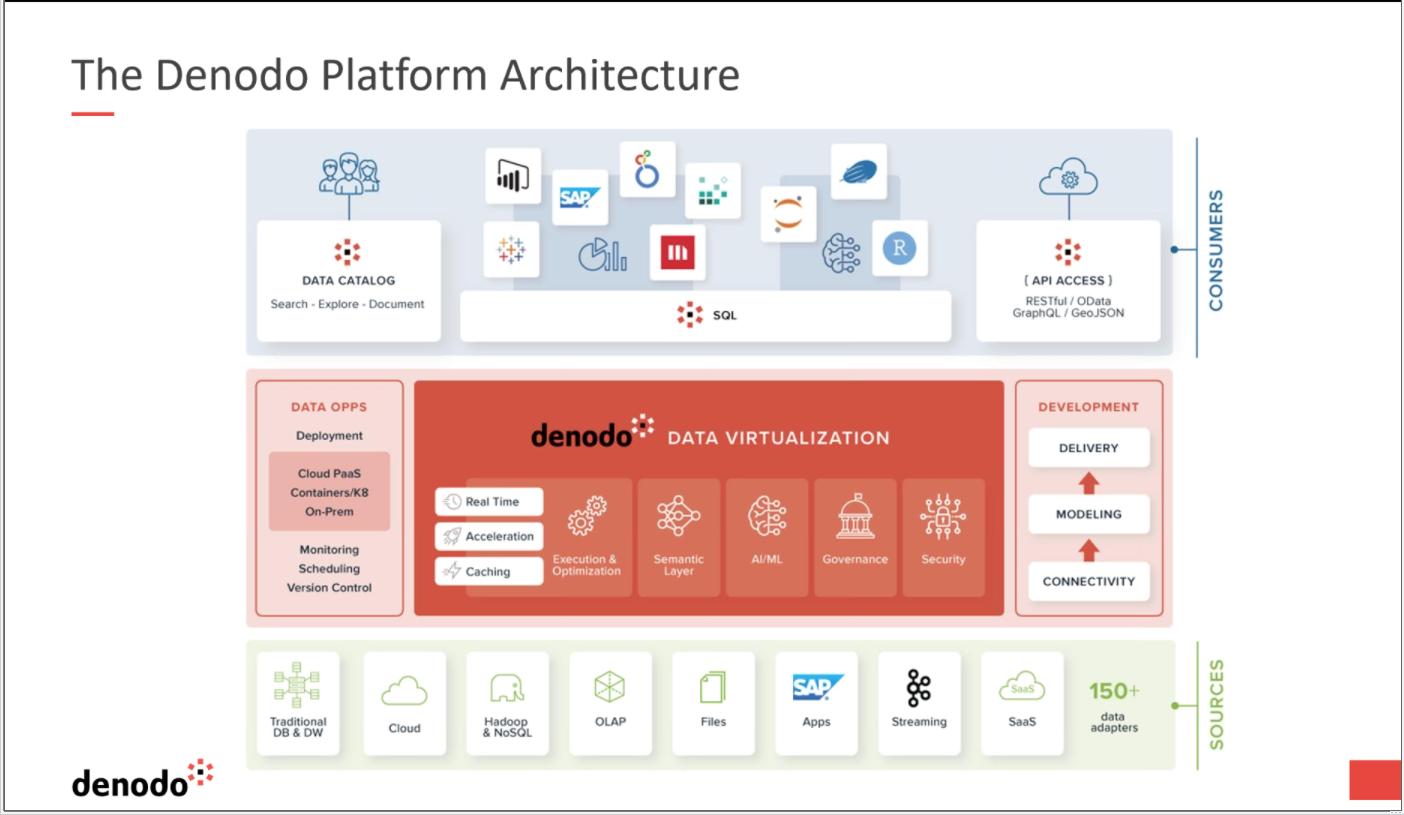 The Denodo Platform Architecture
DATA CATALOG
Search - Explore - Document
SAP
R
SQL
{ API ACCESS }
RESTful / OData
GraphQL / GeoJSON
CONSUMERS
DATA OPPS
Deployment
Cloud PaaS
Containers/K8
On-Prem
Monitoring
Scheduling
Version Control
denodo DATA VIRTUALIZATION
Real Time
Acceleration
Caching
Execution &
Optimization
Semantic
Layer
AI/ML
Governance
Security
DEVELOPMENT
DELIVERY
MODELING
CONNECTIVITY
Traditional
DB & DW
Cloud
Hadoop
& NoSQL
OLAP
Files
SAP
Apps
Streaming
SaaS
SaaS
150+
data
adapters
SOURCES
denodo